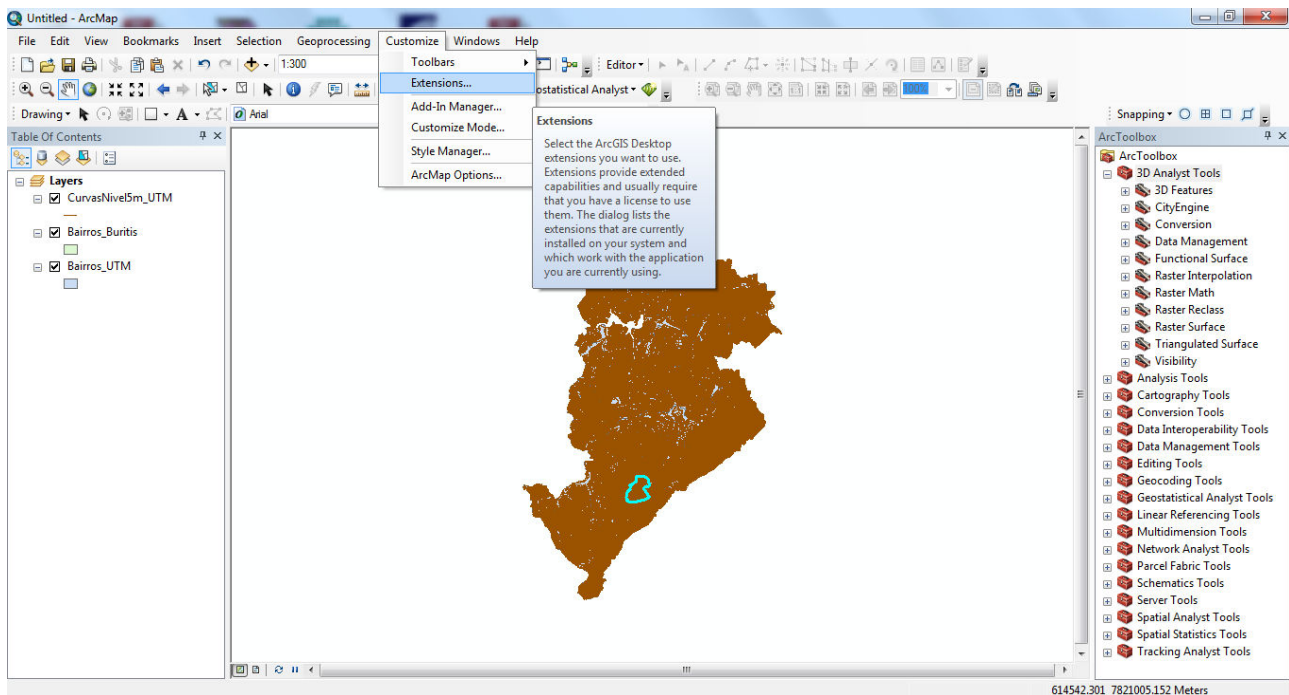 Untitled - ArcMap
File Edit View Bookmarks Insert Selection Geoprocessing Customize Windows Help
1:300
Editor
ostatistical Analyst
100%
Drawing
A
Arial
Snapping
Toolbars
Extensions...
Add-In Manager...
Customize Mode...
Style Manager...
ArcMap Options...
Extensions
Select the ArcGIS Desktop
extensions you want to use.
Extensions provide extended
capabilities and usually require
that you have a license to use
them. The dialog lists the
extensions that are currently
installed on your system and
which work with the application
you are currently using.
Table Of Contents
Layers
CurvasNivel5m_UTM
Bairros_Buritis
Bairros_UTM
ArcToolbox
ArcToolbox
3D Analyst Tools
3D Features
CityEngine
Conversion
Data Management
Functional Surface
Raster Interpolation
Raster Math
Raster Reclass
Raster Surface
Triangulated Surface
Visibility
Analysis Tools
Cartography Tools
Conversion Tools
Data Interoperability Tools
Data Management Tools
Editing Tools
Geocoding Tools
Geostatistical Analyst Tools
Linear Referencing Tools
Multidimension Tools
Network Analyst Tools
Parcel Fabric Tools
Schematics Tools
Server Tools
Spatial Analyst Tools
Spatial Statistics Tools
Tracking Analyst Tools
614542.301 7821005.152 Meters